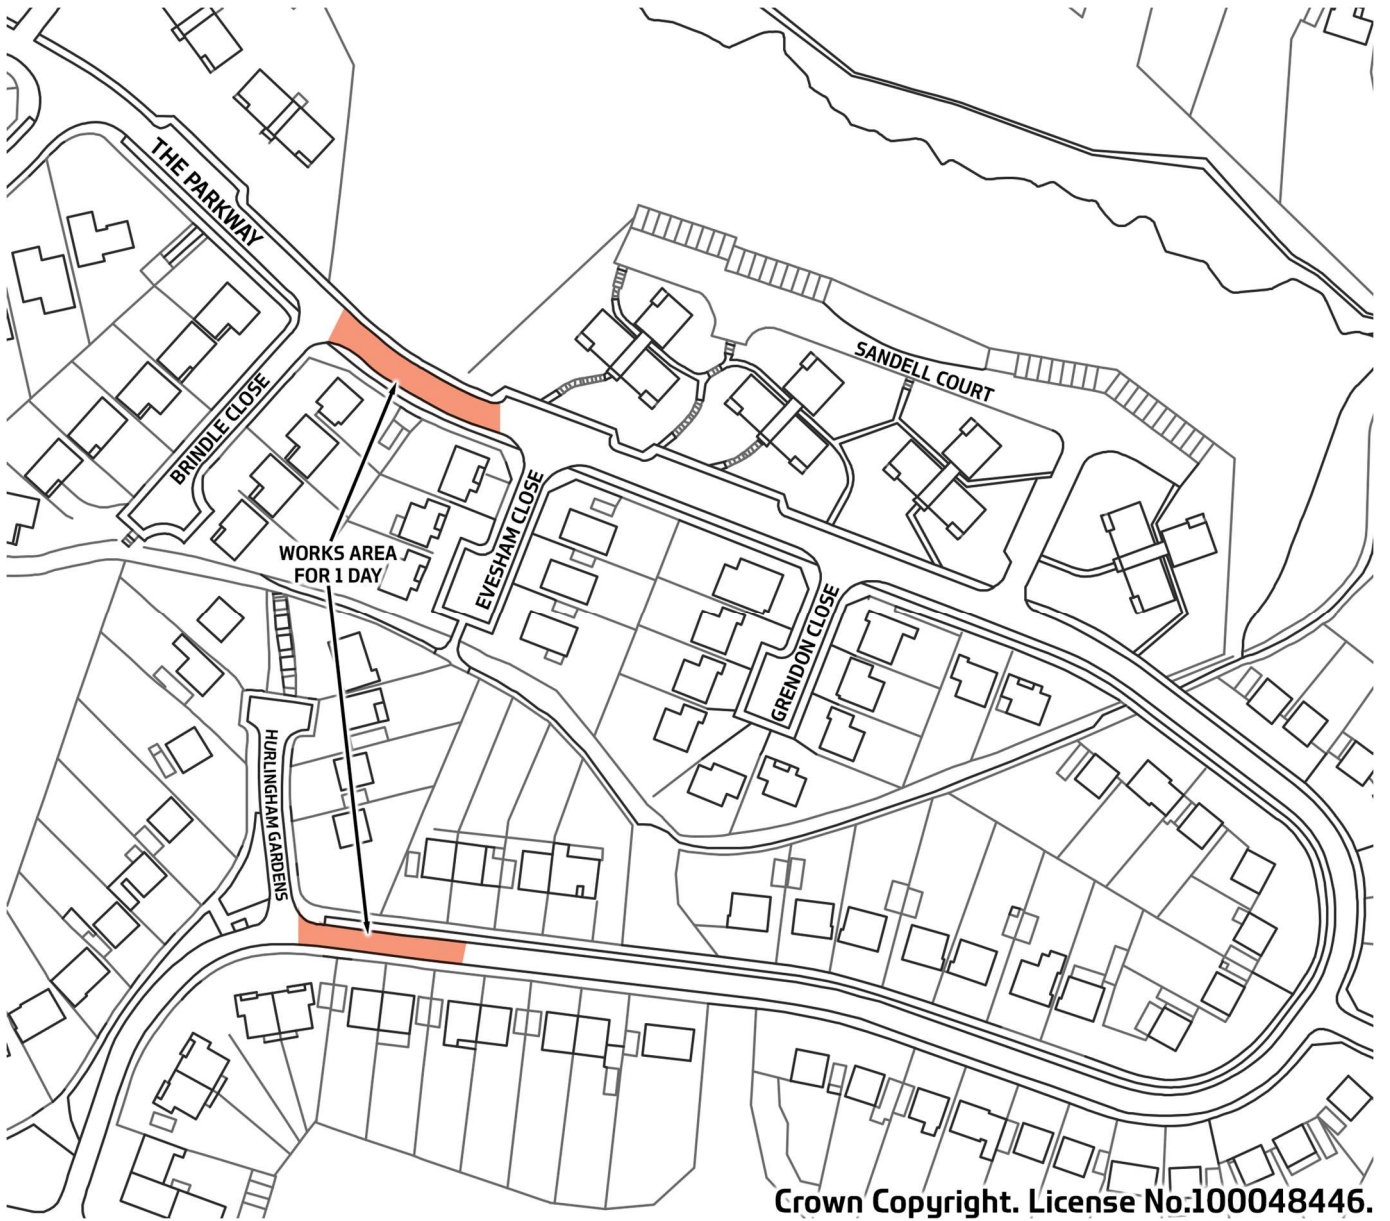 THE PARKWAY
SANDELL COURT
BRINDLE CLOSE
EVESHAM CLOSE
WORKS AREA
FOR 1 DAY
GRENDON CLOSE
HURLINGHAM GARDENS
Crown Copyright. License No.100048446.